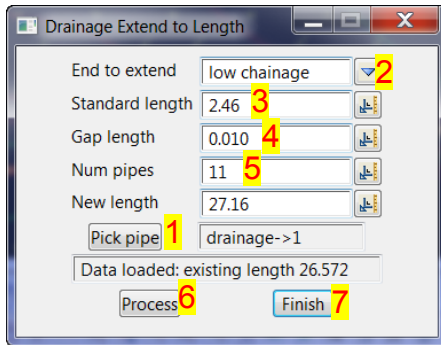 Drainage Extend to Length
End to extend low chainage 2
Standard length 2.46 3
Gap length 0.010 4
Num pipes 11 5
New length 27.16
Pick pipe 1 drainage->1
Data loaded: existing length 26.572
Process 6 Finish 7